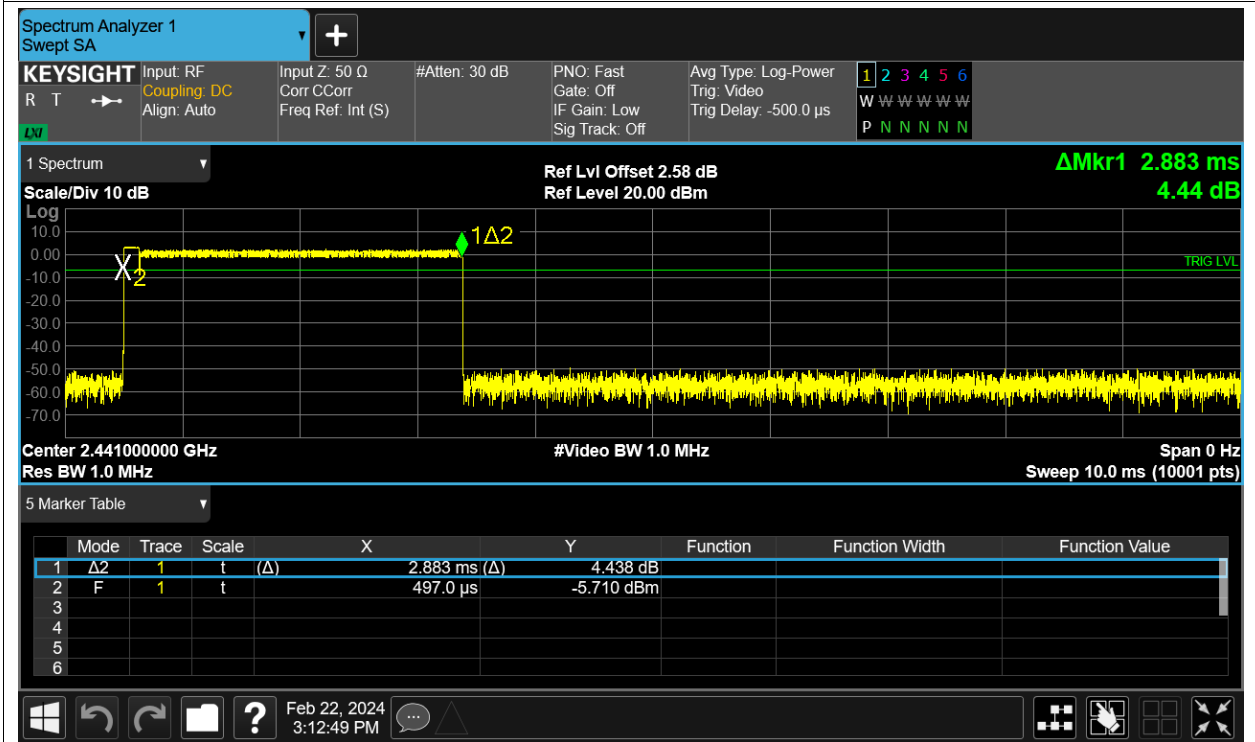 Spectrum Analyzer 1
Swept SA
+
KEYSIGHT Input: RF Input Z: 50 Ω #Atten: 30 dB PNO: Fast Avg Type: Log-Power 1 2 3 4 5 6
R T Coupling: DC Corr CCorr Gate: Off Trig: Video W W W W W W
Align: Auto Freq Ref: Int (S) IF Gain: Low Trig Delay: -500.0 µs
LXI Sig Track: Off P N N N N N
1 Spectrum Ref Lvl Offset 2.58 dB ΔMkr1 2.883 ms
Scale/Div 10 dB Ref Level 20.00 dBm 4.44 dB
Log
10.0
0.00
-10.0
-20.0
-30.0
-40.0
-50.0
-60.0
-70.0
1Δ2
X2
TRIG LVL
Center 2.441000000 GHz #Video BW 1.0 MHz Span 0 Hz
Res BW 1.0 MHz Sweep 10.0 ms (10001 pts)
5 Marker Table
Mode Trace Scale X Y Function Function Width Function Value
1 Δ2 1 t (Δ) 2.883 ms (Δ) 4.438 dB
2 F 1 t 497.0 µs -5.710 dBm
3
4
5
6
? Feb 22, 2024
3:12:49 PM